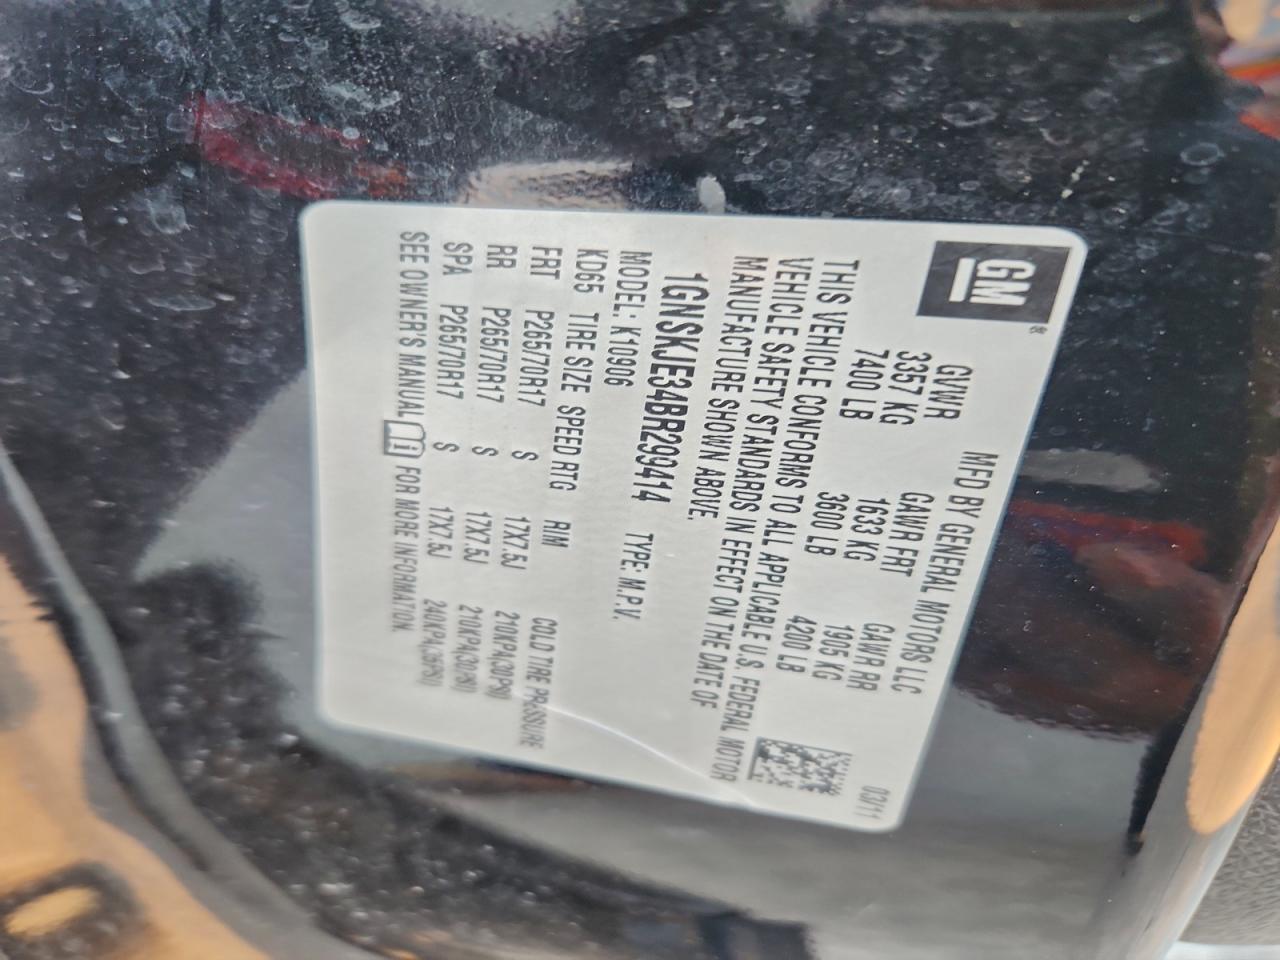 GM
MFD BY GENERAL MOTORS LLC 03/11
GVWR GAWR FRT GAWR RR
3357 KG 1633 KG 1905 KG
7400 LB 3600 LB 4200 LB
THIS VEHICLE CONFORMS TO ALL APPLICABLE U.S. FEDERAL MOTOR
VEHICLE SAFETY STANDARDS IN EFFECT ON THE DATE OF
MANUFACTURE SHOWN ABOVE.
1GNSKJE34BR299414 TYPE: M.P.V.
MODEL: K10906
KD65 TIRE SIZE SPEED RTG RIM COLD TIRE PRESSURE
FRT P265/70R17 S 17X7.5J 210KPA(30PSI)
RR P265/70R17 S 17X7.5J 210KPA(30PSI)
SPA P265/70R17 S 17X7.5J 240KPA(35PSI)
SEE OWNER'S MANUAL FOR MORE INFORMATION.